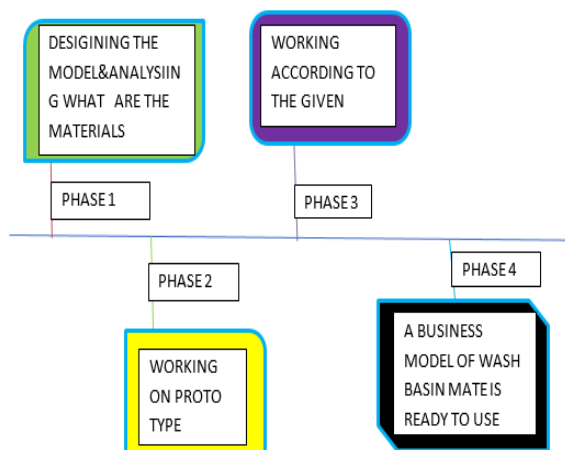 DESIGINING THE
MODEL&ANALYSIIN
G WHAT ARE THE
MATERIALS
PHASE 1
WORKING
ACCORDING TO
THE GIVEN
PHASE 3
PHASE 2
WORKING
ON PROTO
TYPE
PHASE 4
A BUSINESS
MODEL OF WASH
BASIN MATE IS
READY TO USE